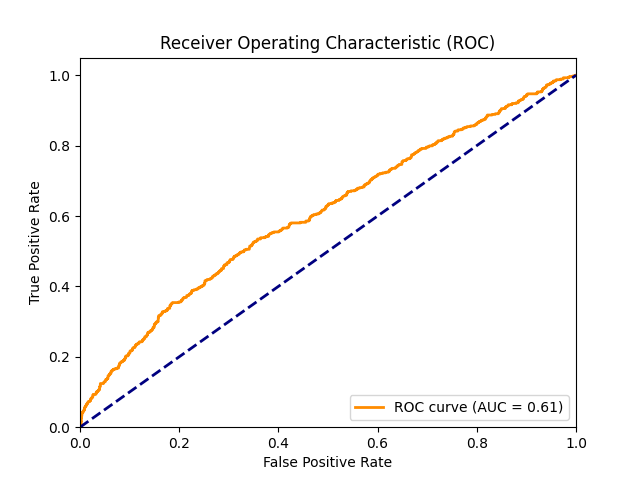 Receiver Operating Characteristic (ROC)
1.0
0.8
0.6
0.4
0.2
0.0
True Positive Rate
ROC curve (AUC = 0.61)
0.0 0.2 0.4 0.6 0.8 1.0
False Positive Rate